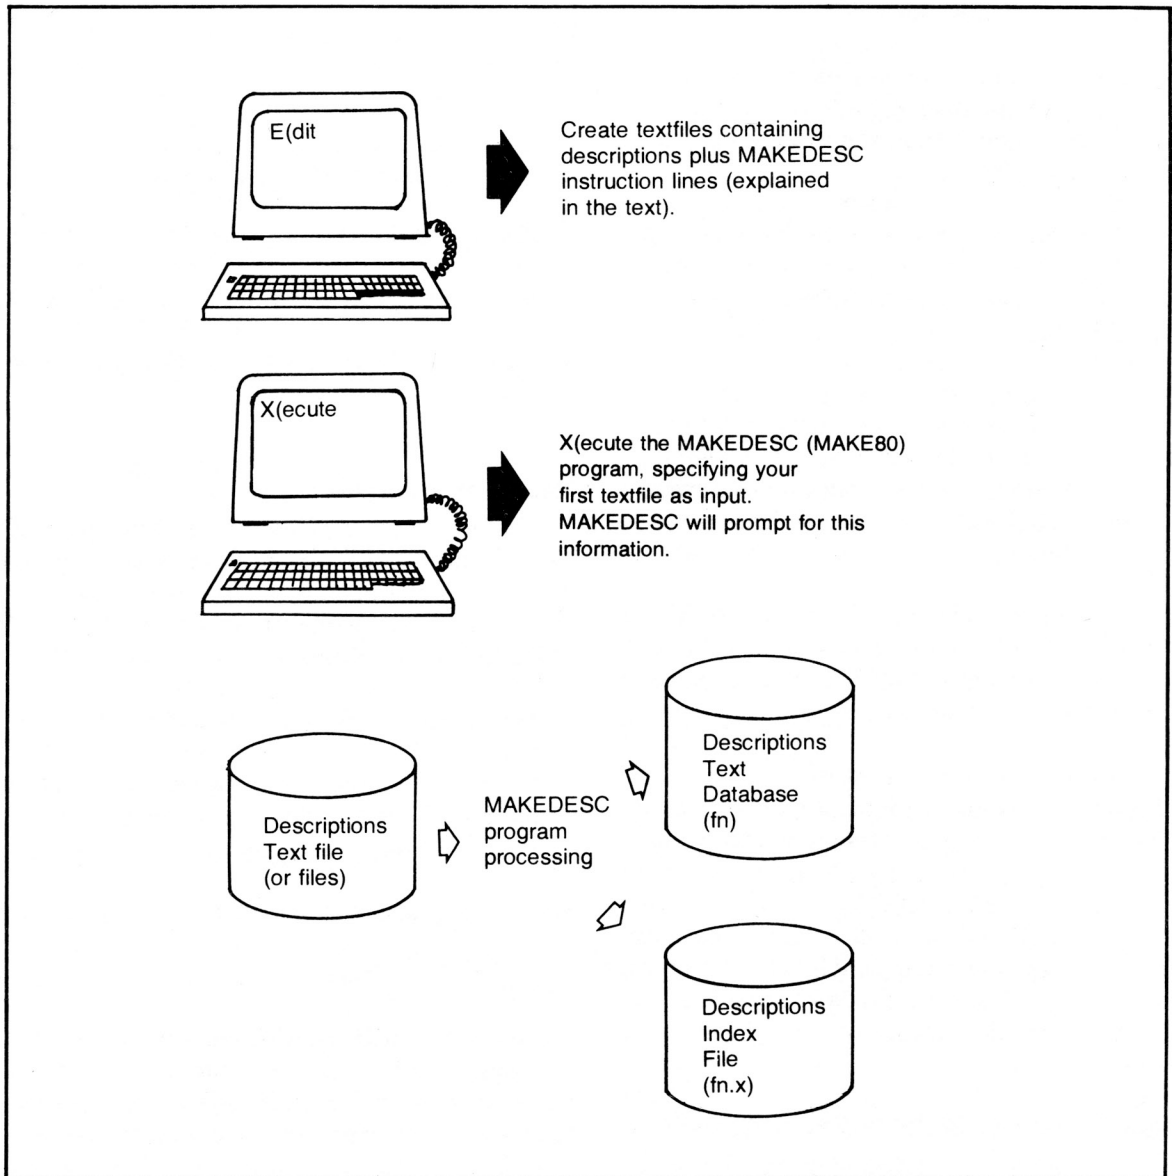 E(dit
Create textfiles containing
descriptions plus MAKEDESC
instruction lines (explained
in the text).
X(ecute
X(ecute the MAKEDESC (MAKE80)
program, specifying your
first textfile as input.
MAKEDESC will prompt for this
information.
Descriptions
Text file
(or files)
MAKEDESC
program
processing
Descriptions
Text
Database
(fn)
Descriptions
Index
File
(fn.x)